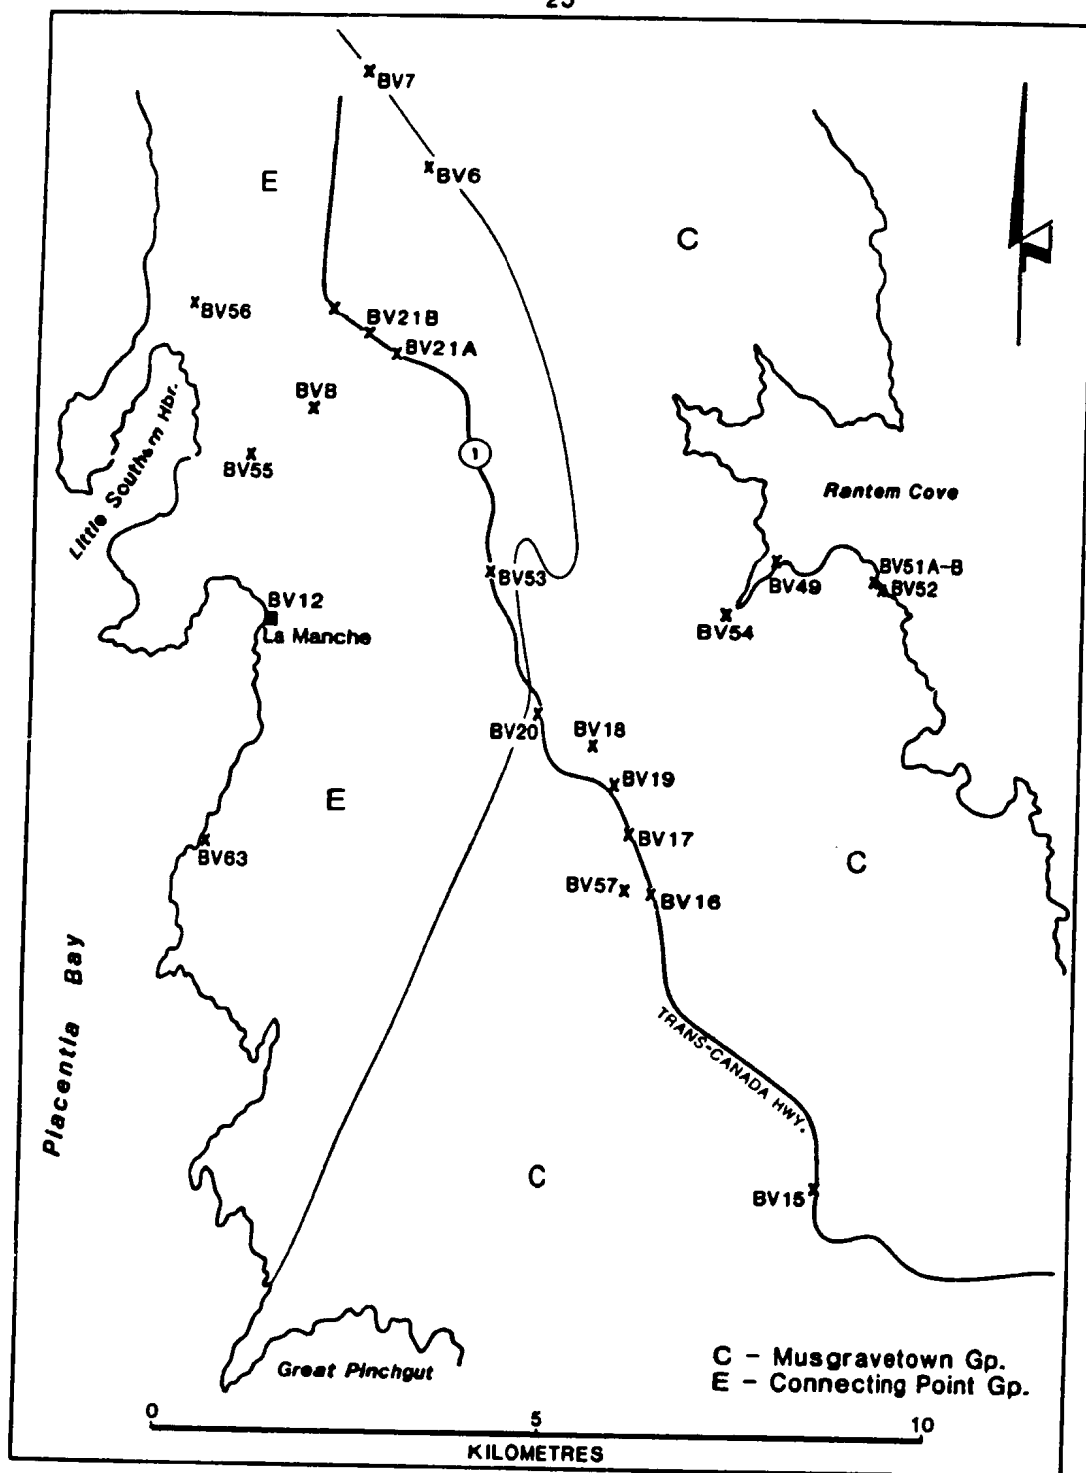 25
BV7
BV6
E
C
BV56
BV21B
BV21A
BV8
BV55
Little Southern Hbr.
1
Rantem Cove
BV53
BV51A-B
BV49
BV52
BV12
La Manche
BV54
BV20
BV18
BV19
E
BV17
C
BV63
BV57
BV16
Placentia Bay
TRANS-CANADA HWY.
C
BV15
Great Pinchgut
C - Musgravetown Gp.
E - Connecting Point Gp.
0 5 10
KILOMETRES